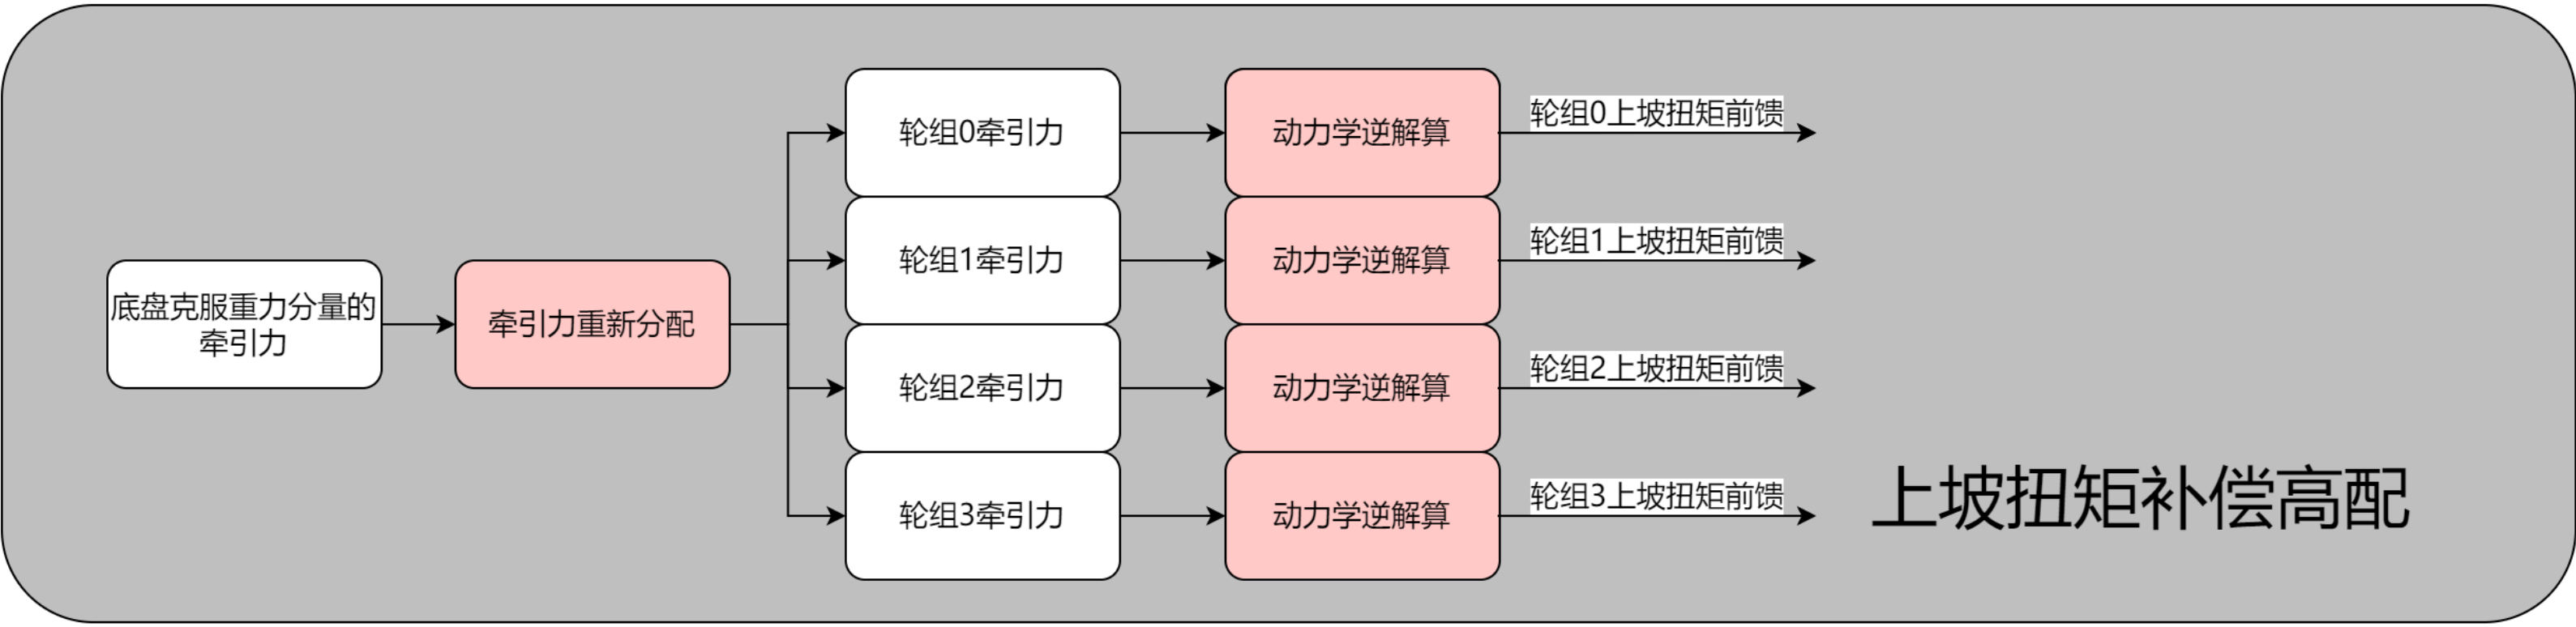 轮组0牵引力
动力学逆解算
轮组0上坡扭矩前馈
轮组1牵引力
动力学逆解算
轮组1上坡扭矩前馈
底盘克服重力分量的
牵引力
牵引力重新分配
轮组2牵引力
动力学逆解算
轮组2上坡扭矩前馈
轮组3牵引力
动力学逆解算
轮组3上坡扭矩前馈
上坡扭矩补偿高配